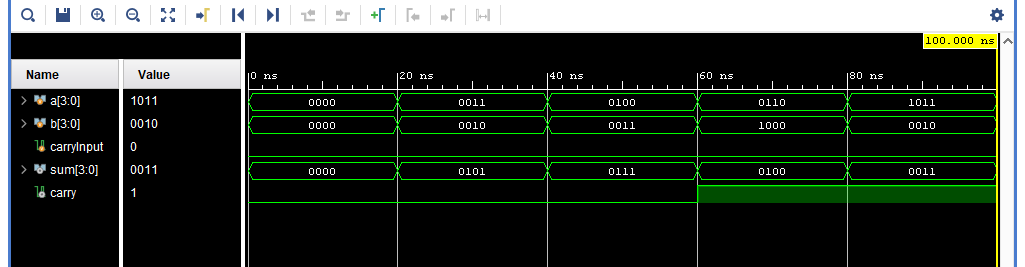 100.000 ns
Name Value 0 ns 20 ns 40 ns 60 ns 80 ns
a[3:0] 1011 0000 0011 0100 0110 1011
b[3:0] 0010 0000 0010 0011 1000 0010
carryInput 0
sum[3:0] 0011 0000 0101 0111 0100 0011
carry 1